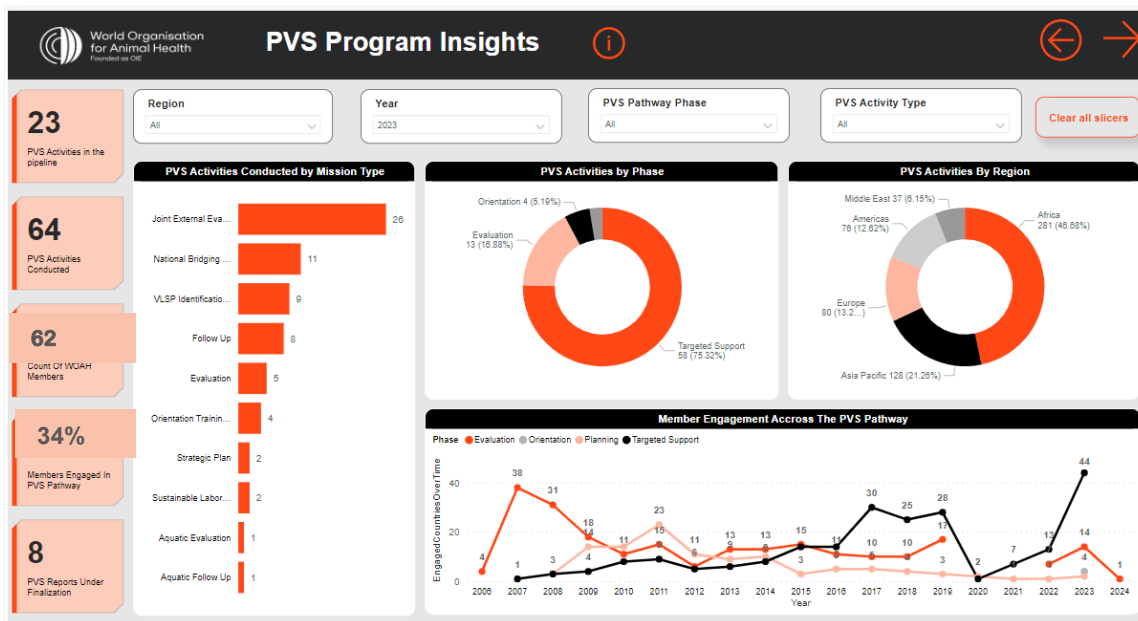 World Organisation
for Animal Health
Founded as OIE
PVS Program Insights
i
Region
All
Year
2023
PVS Pathway Phase
All
PVS Activity Type
All
Clear all slicers
23
PVS Activities in the
pipeline
64
PVS Activities
Conducted
62
Count Of WOAH
Members
34%
Members Engaged In
PVS Pathway
8
PVS Reports Under
Finalization
PVS Activities Conducted by Mission Type
Joint External Eva... 26
National Bridging ... 11
VLSP Identificatio... 9
Follow Up 8
Evaluation 5
Orientation Trainin... 4
Strategic Plan 2
Sustainable Labor... 2
Aquatic Evaluation 1
Aquatic Follow Up 1
PVS Activities by Phase
Orientation 4 (5.19%)
Evaluation
13 (16.88%)
Targeted Support
58 (75.32%)
PVS Activities By Region
Middle East 37 (6.15%)
Americas
76 (12.62%)
Africa
281 (46.68%)
Europe
80 (13.2...)
Asia Pacific 128 (21.26%)
Member Engagement Accross The PVS Pathway
Phase Evaluation Orientation Planning Targeted Support
EngagedCountriesOverTime
40
20
0
4
38
1
31
3
18
14
4
11
23
15
11
6
13
9
13
8
15
3
11
30
10
5
25
10
28
17
3
2
7
13
44
14
4
1
2006 2007 2008 2009 2010 2011 2012 2013 2014 2015 2016 2017 2018 2019 2020 2021 2022 2023 2024
Year